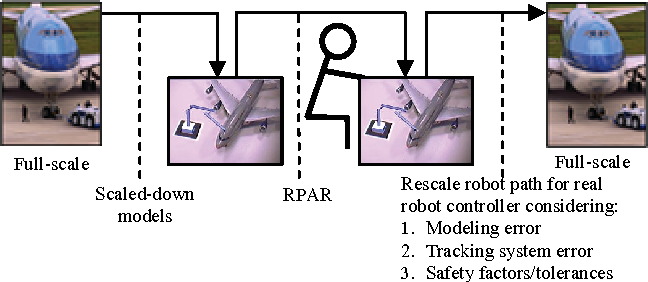 Full-scale
Scaled-down
models
RPAR
Full-scale
Rescale robot path for real
robot controller considering:
1. Modeling error
2. Tracking system error
3. Safety factors/tolerances